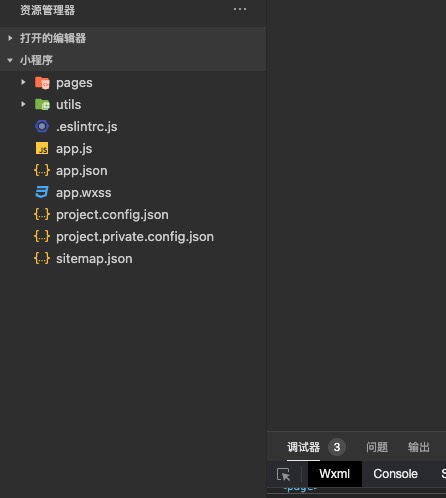 资源管理器 ···
打开的编辑器
小程序
pages
utils
.eslintrc.js
JS app.js
{..} app.json
app.wxss
{..} project.config.json
{..} project.private.config.json
{..} sitemap.json
调试器 3 问题 输出
Wxml Console S
<page>